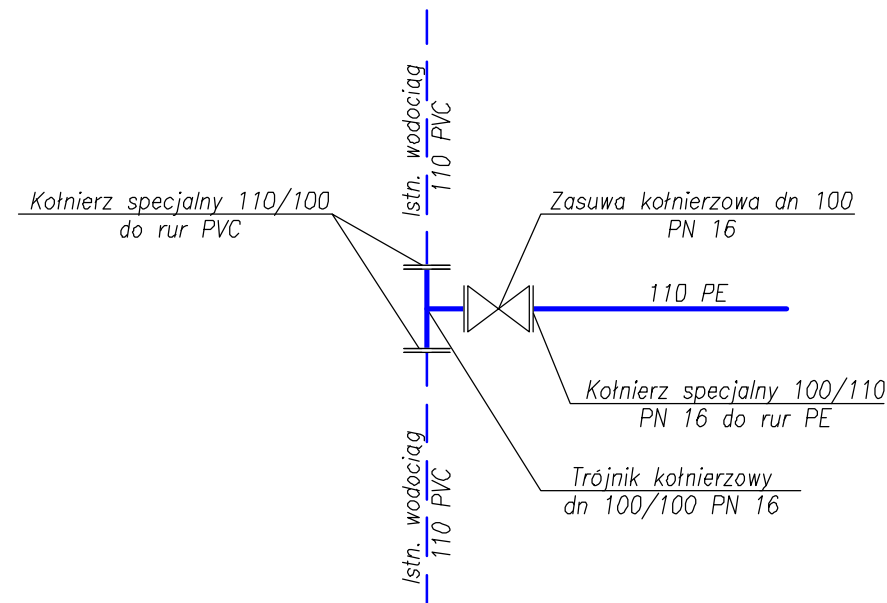 Istn. wodociąg
110 PVC
Kołnierz specjalny 110/100
do rur PVC
Zasuwa kołnierzowa dn 100
PN 16
110 PE
Kołnierz specjalny 100/110
PN 16 do rur PE
Trójnik kołnierzowy
dn 100/100 PN 16
Istn. wodociąg
110 PVC